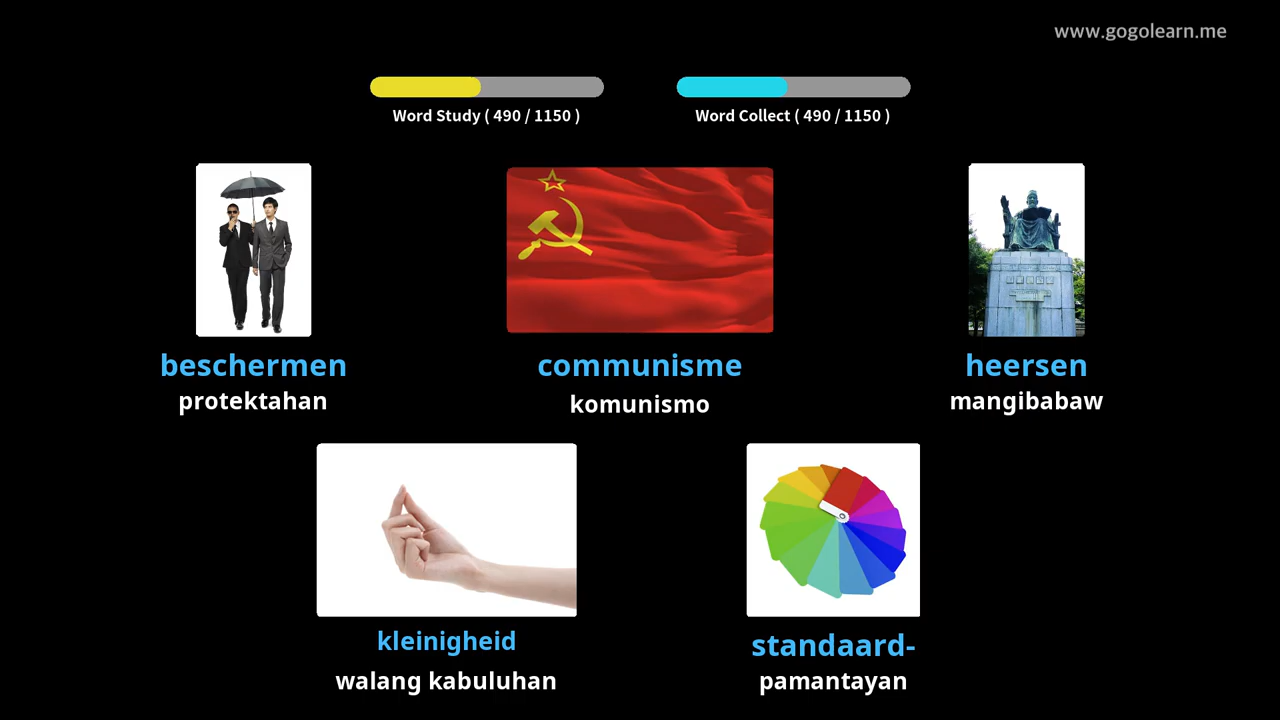 www.gogolearn.me
Word Study ( 490 / 1150 )
Word Collect ( 490 / 1150 )
beschermen
protektahan
communisme
komunismo
heersen
mangibabaw
kleinigheid
walang kabuluhan
standaard-
pamantayan